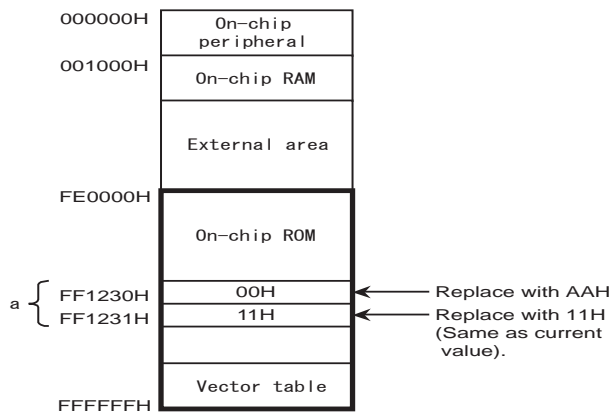 000000H
On-chip
peripheral
001000H
On-chip RAM
External area
FE0000H
On-chip ROM
a
FF1230H
00H
Replace with AAH
FF1231H
11H
Replace with 11H
(Same as current
value).
Vector table
FFFFFFH